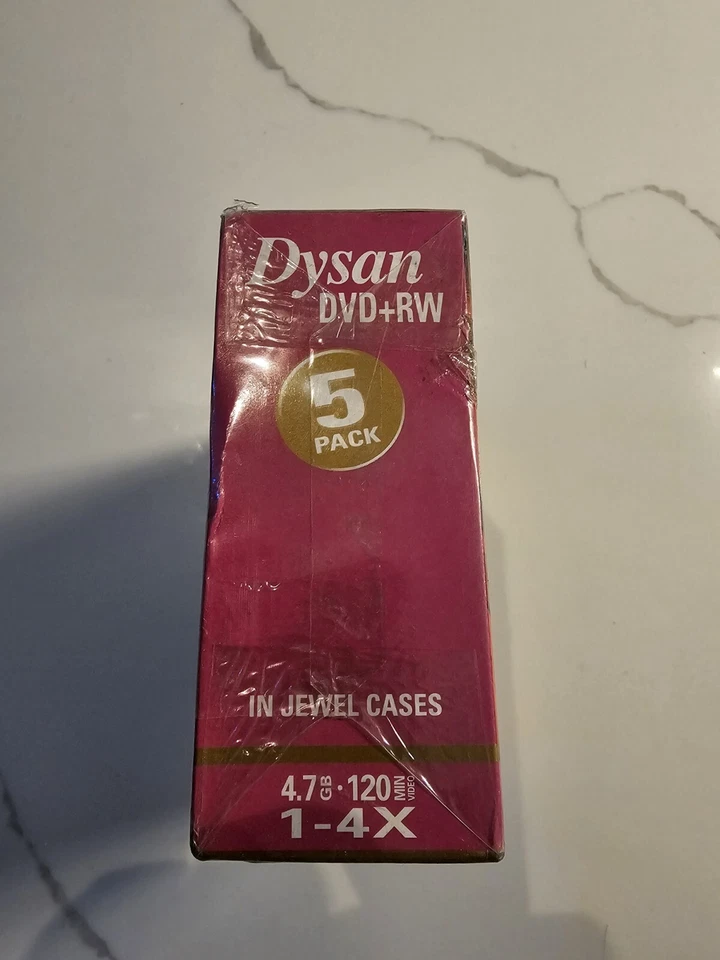 Dysan
DVD+RW
5
PACK
IN JEWEL CASES
4.7 GB · 120 MIN VIDEO
1-4X